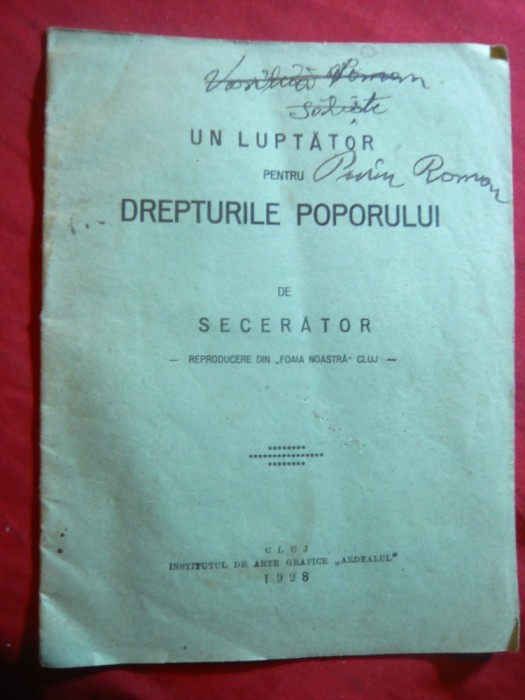 Roman
UN LUPTĂTOR
PENTRU
Roman
DREPTURILE POPORULUI
DE
SECERĂTOR
— REPRODUCERE DIN „FOAIA NOASTRĂ" CLUJ —
CLUJ
INSTITUTUL DE ARTE GRAFICE „ARDEALUL"
1928